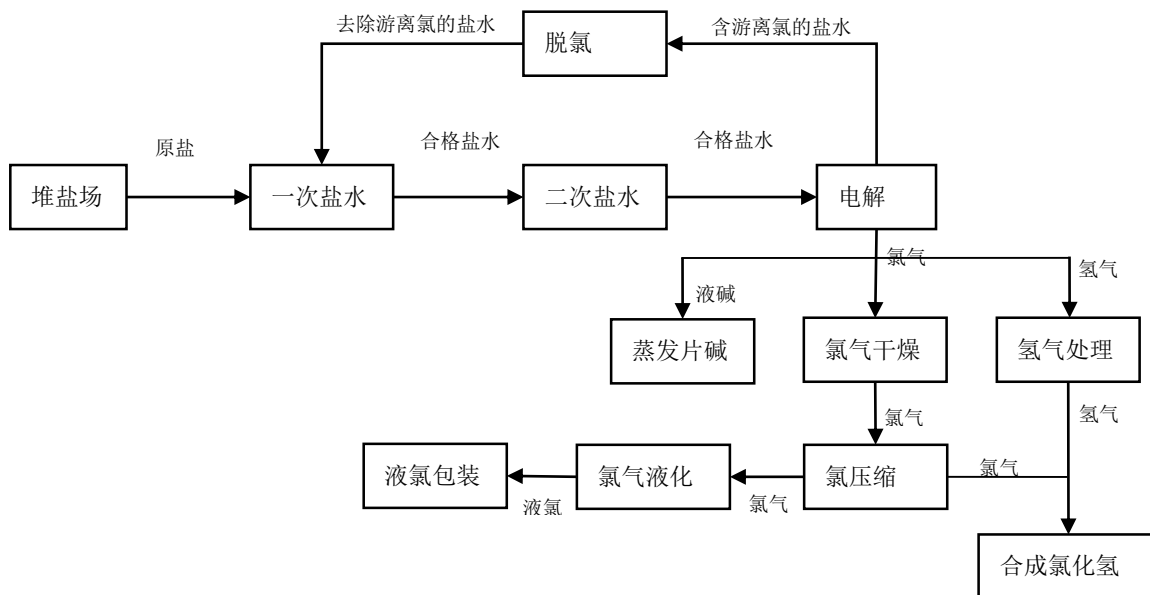 去除游离氯的盐水
脱氯
含游离氯的盐水
原盐
合格盐水
合格盐水
堆盐场
一次盐水
二次盐水
电解
氯气
氢气
液碱
蒸发片碱
氯气干燥
氢气处理
氯气
氢气
液氯包装
氯气液化
氯压缩
氯气
液氯
氯气
合成氯化氢